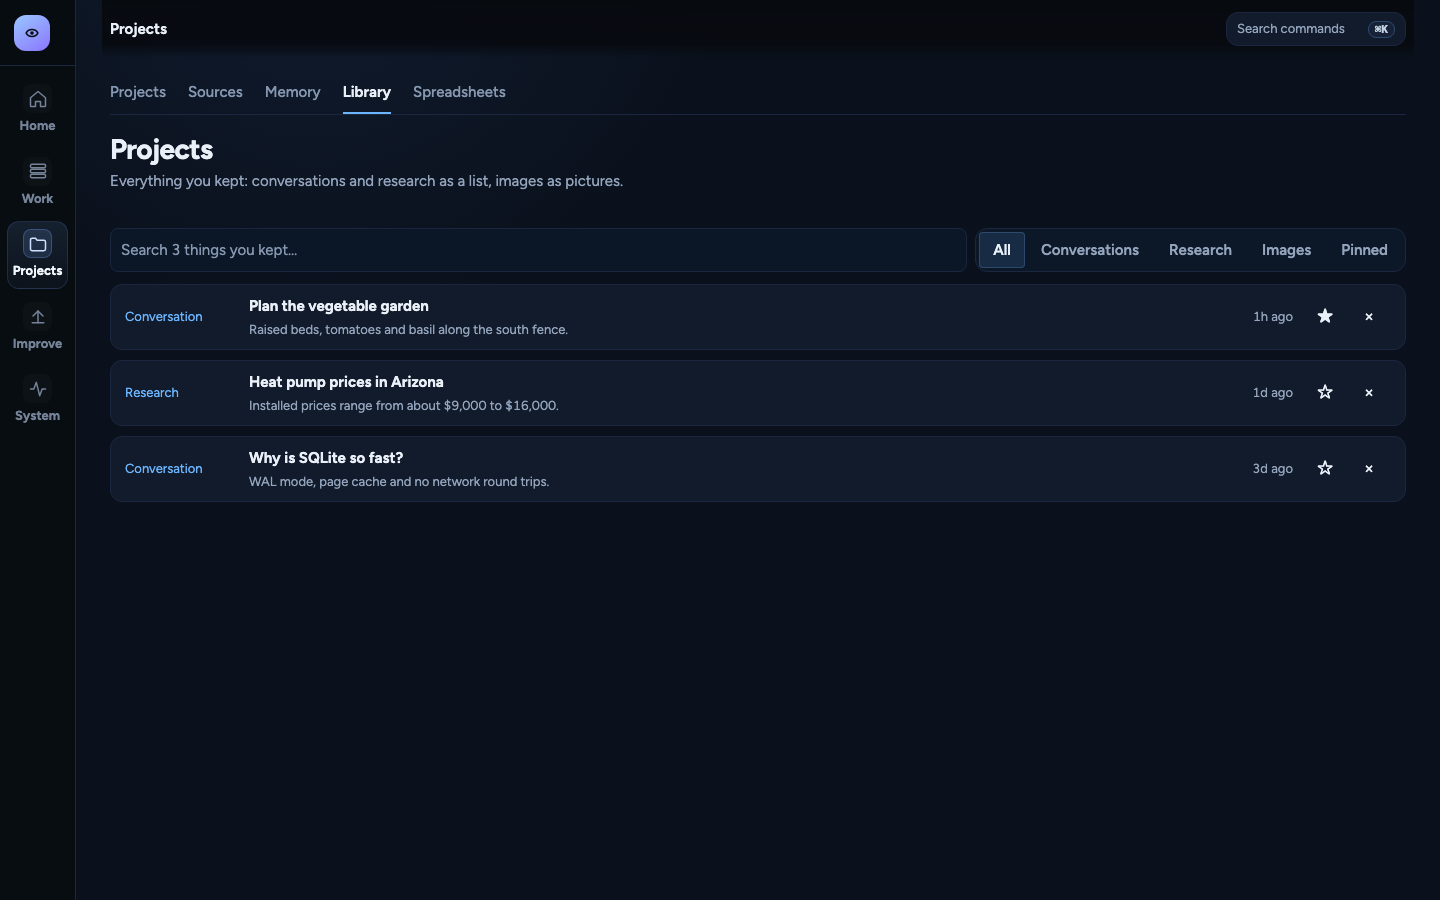 Projects
Search commands ⌘K
Home
Work
Projects
Improve
System
Projects Sources Memory Library Spreadsheets
Projects
Everything you kept: conversations and research as a list, images as pictures.
Search 3 things you kept...
All Conversations Research Images Pinned
Conversation
Plan the vegetable garden
Raised beds, tomatoes and basil along the south fence.
1h ago ★ ×
Research
Heat pump prices in Arizona
Installed prices range from about $9,000 to $16,000.
1d ago ☆ ×
Conversation
Why is SQLite so fast?
WAL mode, page cache and no network round trips.
3d ago ☆ ×